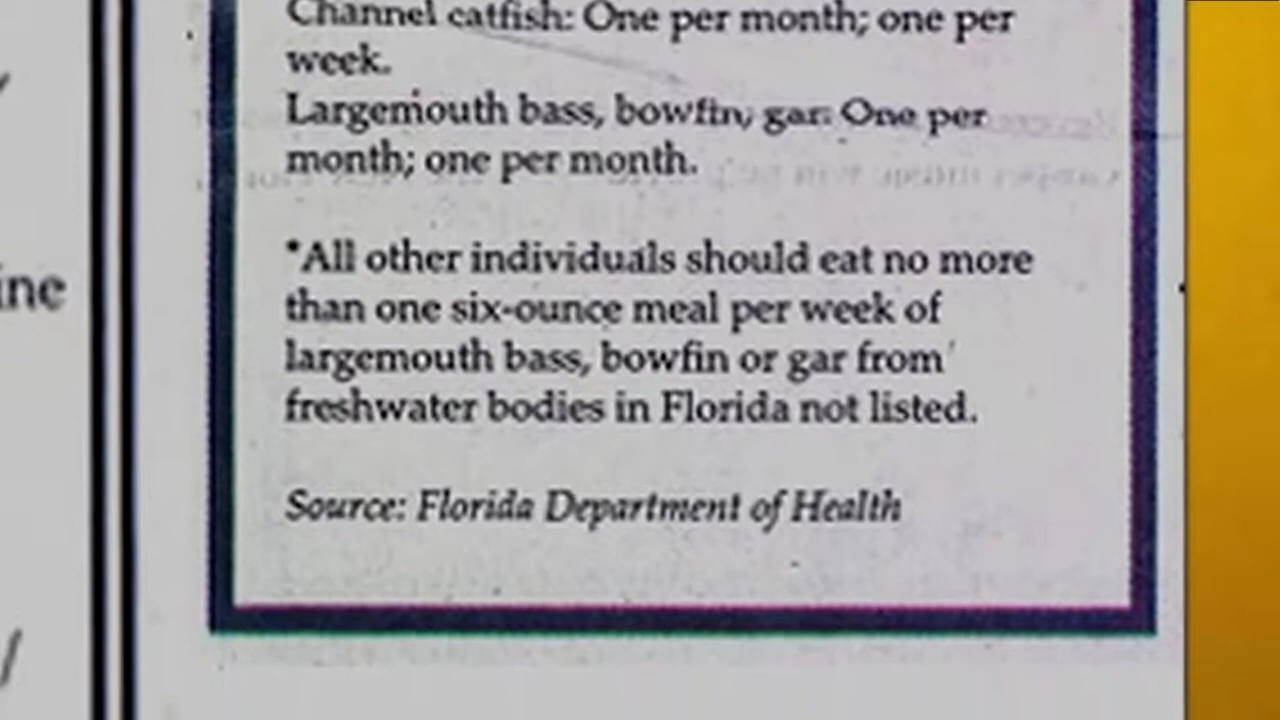 Channel catfish: One per month; one per
week.
Largemouth bass, bowfin, gar: One per
month; one per month.
*All other individuals should eat no more
than one six-ounce meal per week of
largemouth bass, bowfin or gar from
freshwater bodies in Florida not listed.
Source: Florida Department of Health
ine